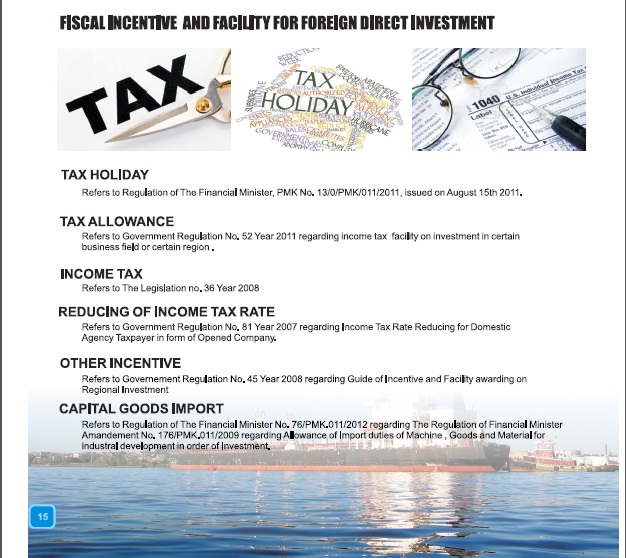 FISCAL INCENTIVE AND FACILITY FOR FOREIGN DIRECT INVESTMENT
TAX
TAX
HOLIDAY
1040
U.S. Individual Income Tax
Label
TAX HOLIDAY
Refers to Regulation of The Financial Minister, PMK No. 13/0/PMK/011/2011, issued on August 15th 2011.
TAX ALLOWANCE
Refers to Government Regulation No. 52 Year 2011 regarding income tax facility on investment in certain
business field or certain region .
INCOME TAX
Refers to The Legislation no. 36 Year 2008
REDUCING OF INCOME TAX RATE
Refers to Government Regulation No. 81 Year 2007 regarding Income Tax Rate Reducing for Domestic
Agency Taxpayer in form of Opened Company.
OTHER INCENTIVE
Refers to Governement Regulation No. 45 Year 2008 regarding Guide of Incentive and Facility awarding on
Regional Investment
CAPITAL GOODS IMPORT
Refers to Regulation of The Financial Minister No. 76/PMK.011/2012 regarding The Regulation of Financial Minister
Amandement No. 176/PMK.011/2009 regarding Allowance of Import duties of Machine , Goods and Material for
industral development in order of Investment.
15